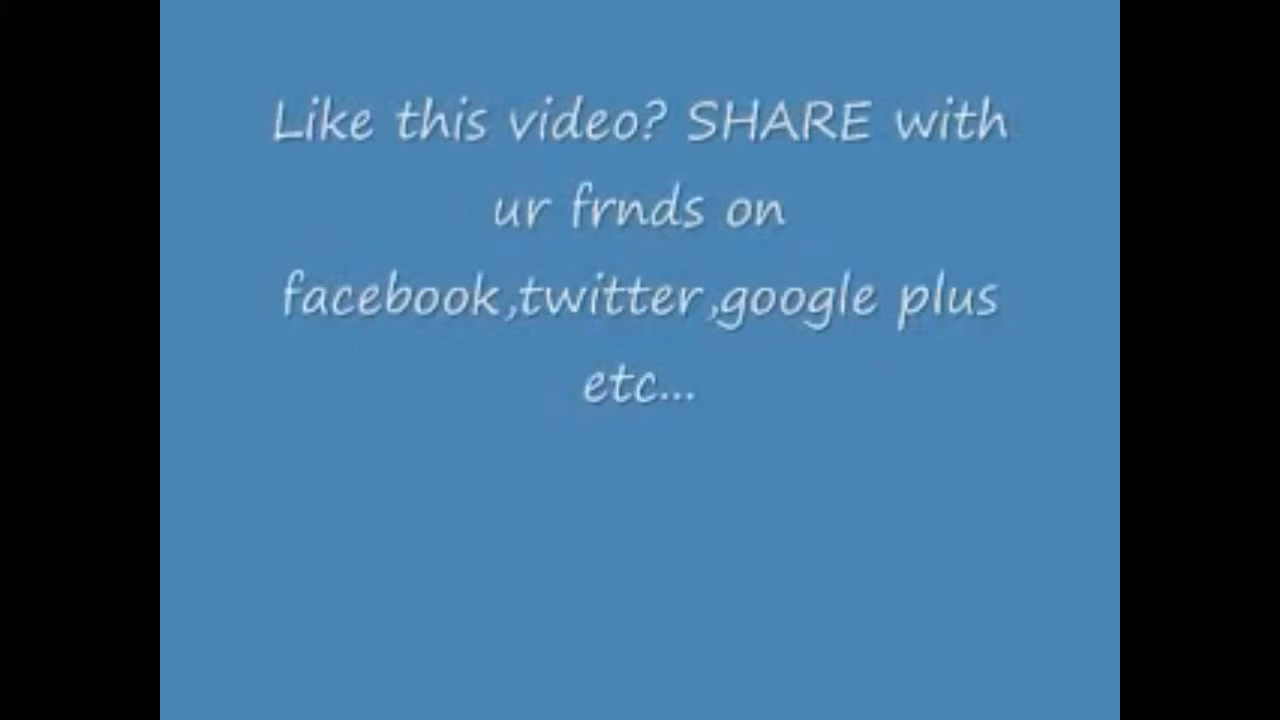 Like this video? SHARE with
ur frnds on
facebook,twitter,google plus
etc...